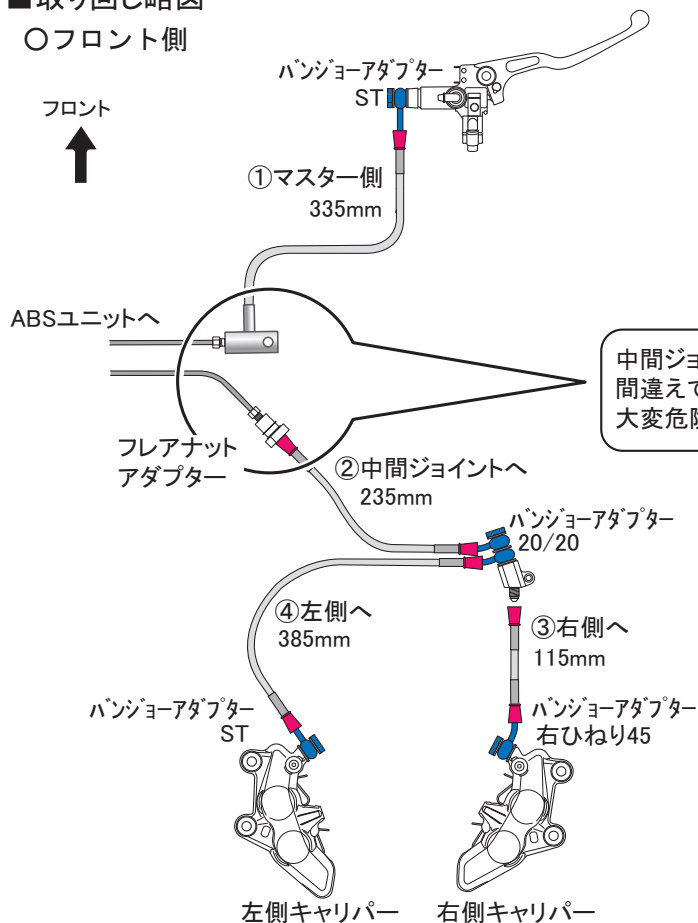 ■取り回し略図
○フロント側
フロント
バンジョーアダプター
ST
①マスター側
335mm
ABSユニットへ
中間ジョ
間違えて
大変危険
フレアナット
アダプター
②中間ジョイントへ
235mm
バンジョーアダプター
20/20
④左側へ
385mm
③右側へ
115mm
バンジョーアダプター
ST
バンジョーアダプター
右ひねり45
左側キャリパー
右側キャリパー